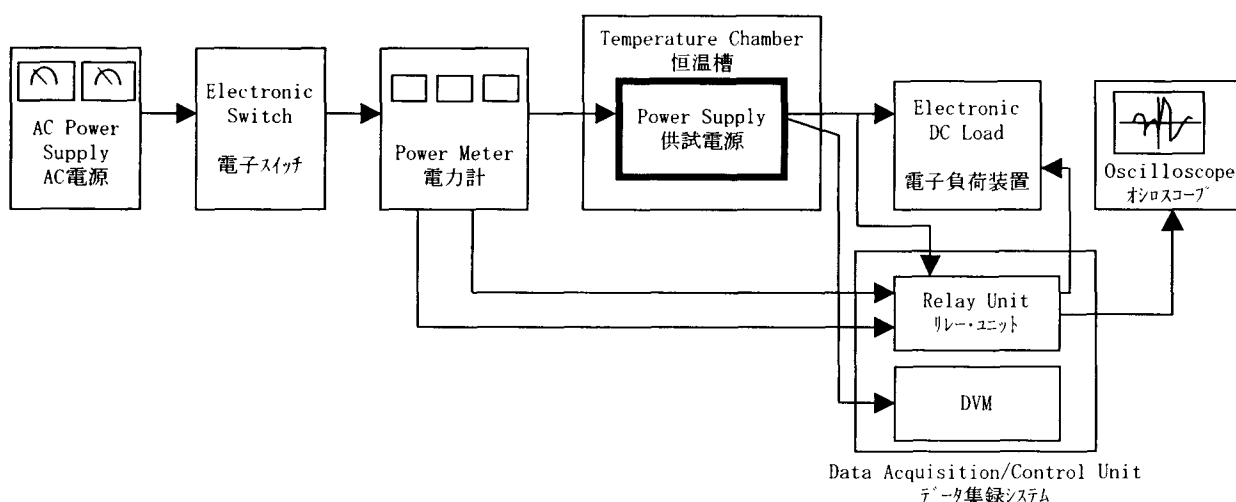 AC Power
Supply
AC電源
Electronic
Switch
電子スイッチ
Power Meter
電力計
Temperature Chamber
恒温槽
Power Supply
供試電源
Electronic
DC Load
電子負荷装置
Oscilloscope
オシロスコープ
Relay Unit
リレー・ユニット
DVM
Data Acquisition/Control Unit
データ集録システム